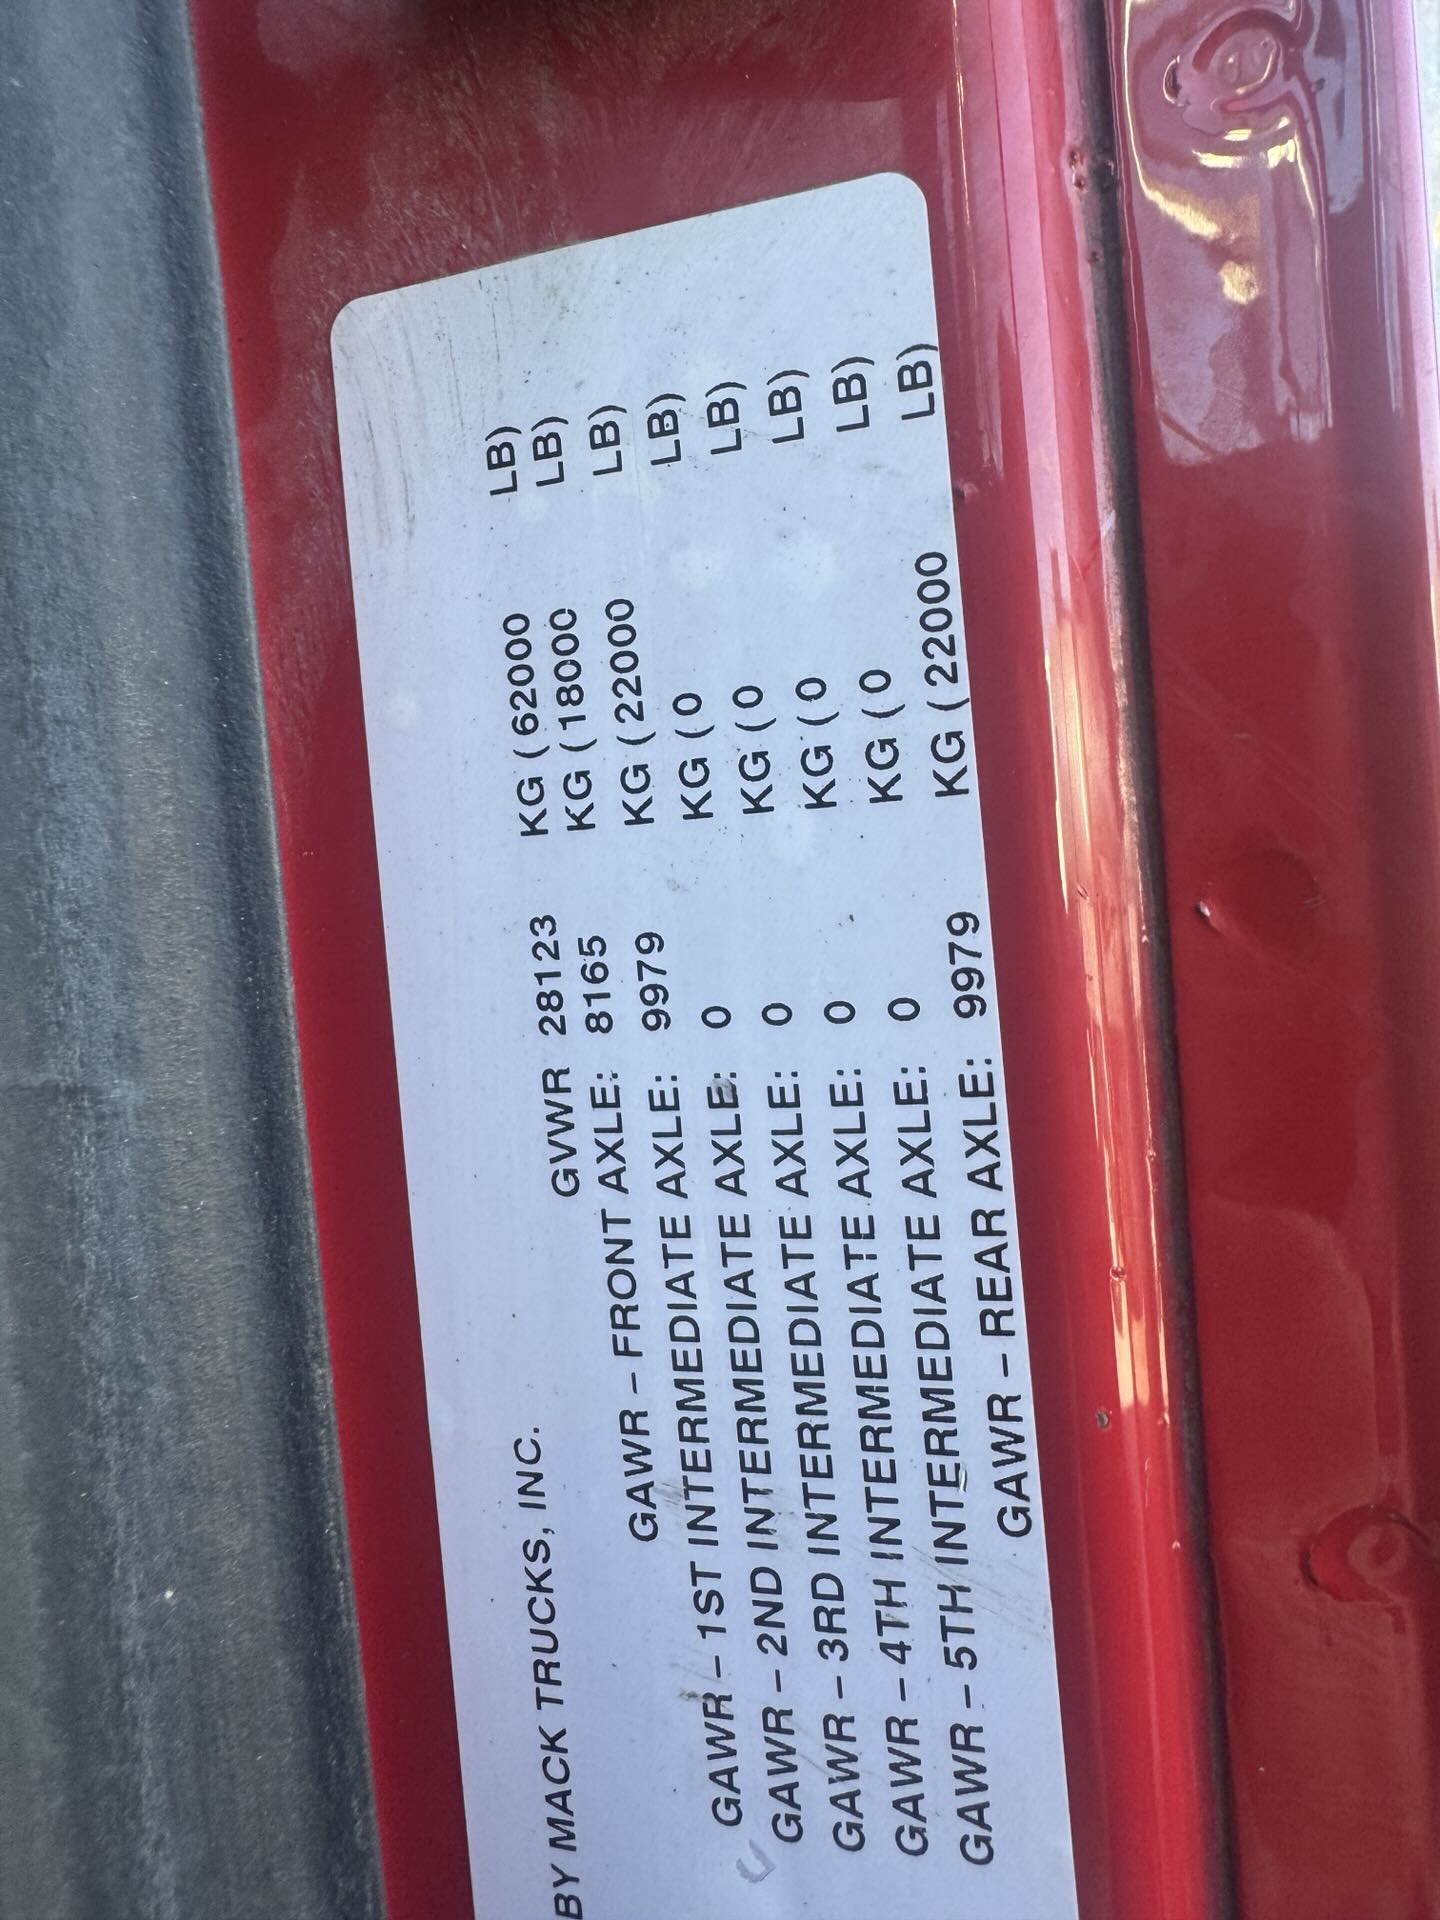 BY MACK TRUCKS, INC.
GVWR 28123 KG (62000 LB)
GAWR – FRONT AXLE: 8165 KG (18000 LB)
GAWR – 1ST INTERMEDIATE AXLE: 9979 KG (22000 LB)
GAWR – 2ND INTERMEDIATE AXLE: 0 KG (0 LB)
GAWR – 3RD INTERMEDIATE AXLE: 0 KG (0 LB)
GAWR – 4TH INTERMEDIATE AXLE: 0 KG (0 LB)
GAWR – 5TH INTERMEDIATE AXLE: 0 KG (0 LB)
GAWR – REAR AXLE: 9979 KG (22000 LB)